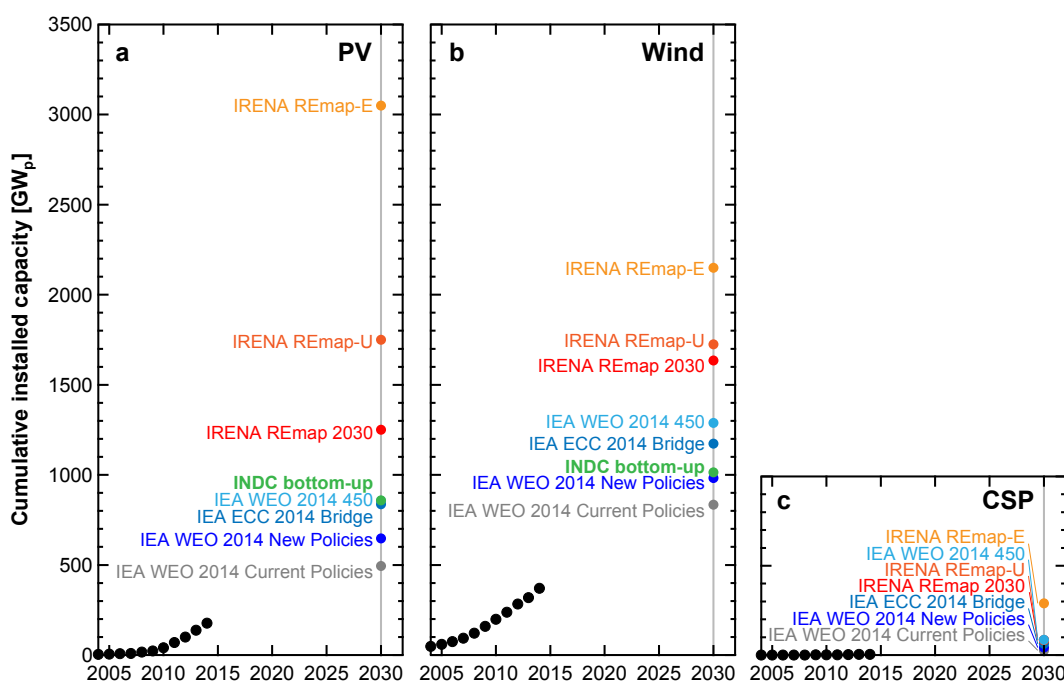 Cumulative installed capacity [GWp]
3500
3000
2500
2000
1500
1000
500
0
a PV
IRENA REmap-E
IRENA REmap-U
IRENA REmap 2030
INDC bottom-up
IEA WEO 2014 450
IEA ECC 2014 Bridge
IEA WEO 2014 New Policies
IEA WEO 2014 Current Policies
2005 2010 2015 2020 2025 2030
b Wind
IRENA REmap-E
IRENA REmap-U
IRENA REmap 2030
IEA WEO 2014 450
IEA ECC 2014 Bridge
INDC bottom-up
IEA WEO 2014 New Policies
IEA WEO 2014 Current Policies
2005 2010 2015 2020 2025 2030
c CSP
IRENA REmap-E
IEA WEO 2014 450
IRENA REmap-U
IRENA REmap 2030
IEA ECC 2014 Bridge
IEA WEO 2014 New Policies
IEA WEO 2014 Current Policies
2005 2010 2015 2020 2025 2030